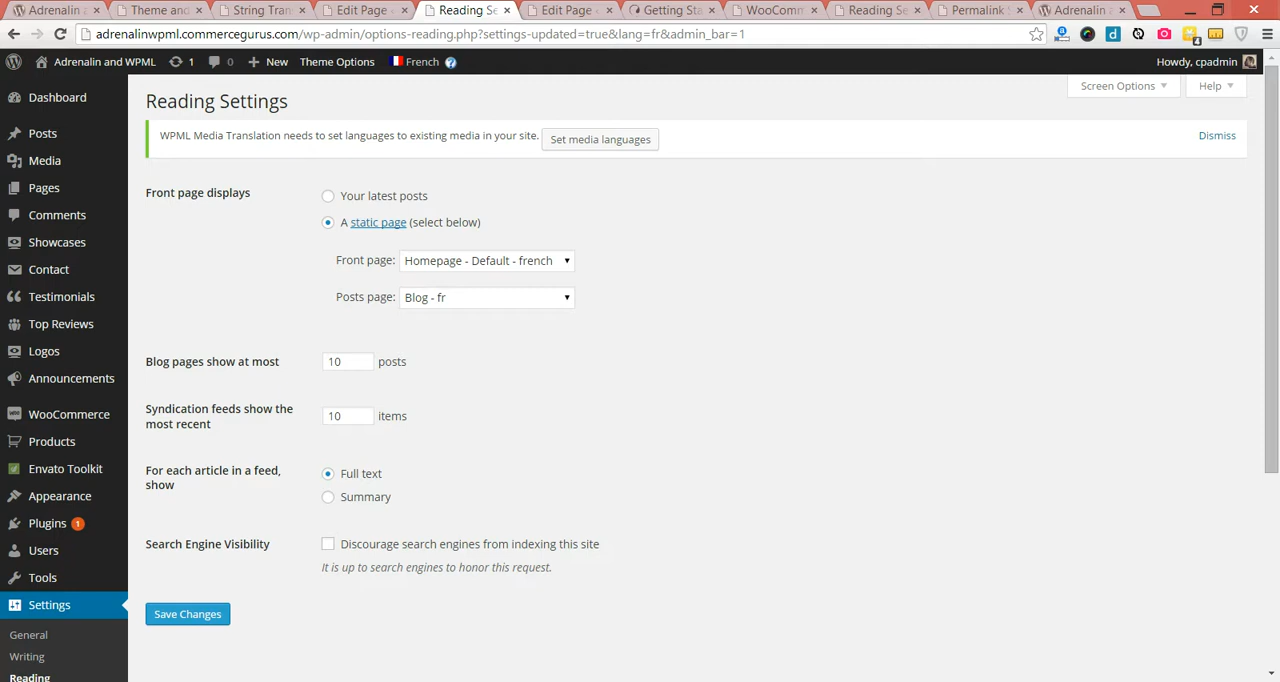 Adrenalin a
Theme and
String Tran
Edit Page ‹
Reading Se
Edit Page ‹
Getting Sta
WooComm
Reading Se
Permalink S
Adrenalin a
adrenalinwpml.commercegurus.com/wp-admin/options-reading.php?settings-updated=true&lang=fr&admin_bar=1
Adrenalin and WPML 1 0 New Theme Options French Howdy, cpadmin
Screen Options Help
Reading Settings
WPML Media Translation needs to set languages to existing media in your site. Set media languages Dismiss
Dashboard
Posts
Media
Pages
Comments
Showcases
Contact
Testimonials
Top Reviews
Logos
Announcements
WooCommerce
Products
Envato Toolkit
Appearance
Plugins 1
Users
Tools
Settings
General
Writing
Reading
Front page displays
Your latest posts
A static page (select below)
Front page: Homepage - Default - french
Posts page: Blog - fr
Blog pages show at most 10 posts
Syndication feeds show the
most recent
10 items
For each article in a feed,
show
Full text
Summary
Search Engine Visibility
Discourage search engines from indexing this site
It is up to search engines to honor this request.
Save Changes